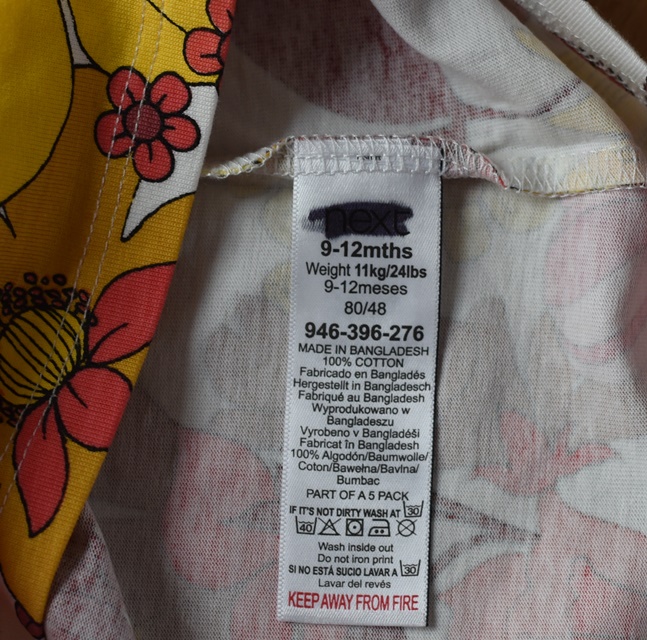 next
9-12mths
Weight 11kg/24lbs
9-12meses
80/48
946-396-276
MADE IN BANGLADESH
100% COTTON
Fabricado en Bangladés
Hergestellt in Bangladesch
Fabriqué au Bangladesh
Wyprodukowano w
Bangladeszu
Vyrobeno v Bangladéši
Fabricat în Bangladesh
100% Algodón/Baumwolle/
Coton/Bawełna/Bavlna/
Bumbac
PART OF A 5 PACK
IF IT'S NOT DIRTY WASH AT 30
40
Wash inside out
Do not iron print
SI NO ESTÁ SUCIO LAVAR A 30
Lavar del revés
KEEP AWAY FROM FIRE